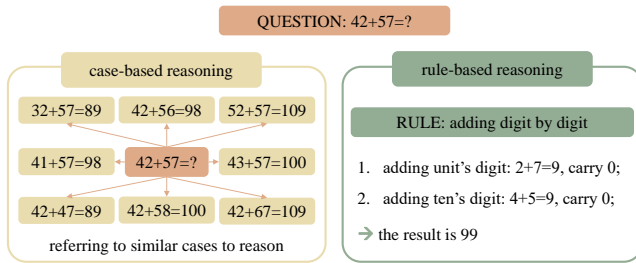 QUESTION: 42+57=?
case-based reasoning
32+57=89 42+56=98 52+57=109
41+57=98 42+57=? 43+57=100
42+47=89 42+58=100 42+67=109
referring to similar cases to reason
rule-based reasoning
RULE: adding digit by digit
1. adding unit's digit: 2+7=9, carry 0;
2. adding ten's digit: 4+5=9, carry 0;
→ the result is 99